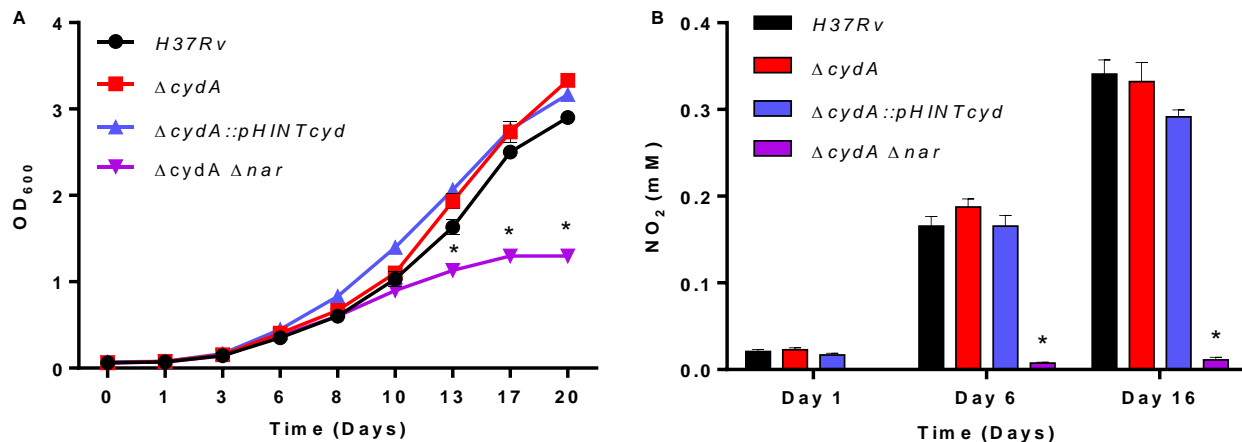 A
H37Rv
ΔcydA
ΔcydA::pHINTcyd
ΔcydA Δnar
OD600
4
3
2
1
0
* * *
0 1 3 6 8 10 13 17 20
Time (Days)
B
H37Rv
ΔcydA
ΔcydA::pHINTcyd
ΔcydA Δnar
NO2 (mM)
0.4
0.3
0.2
0.1
0.0
* *
Day 1 Day 6 Day 16
Time (Days)